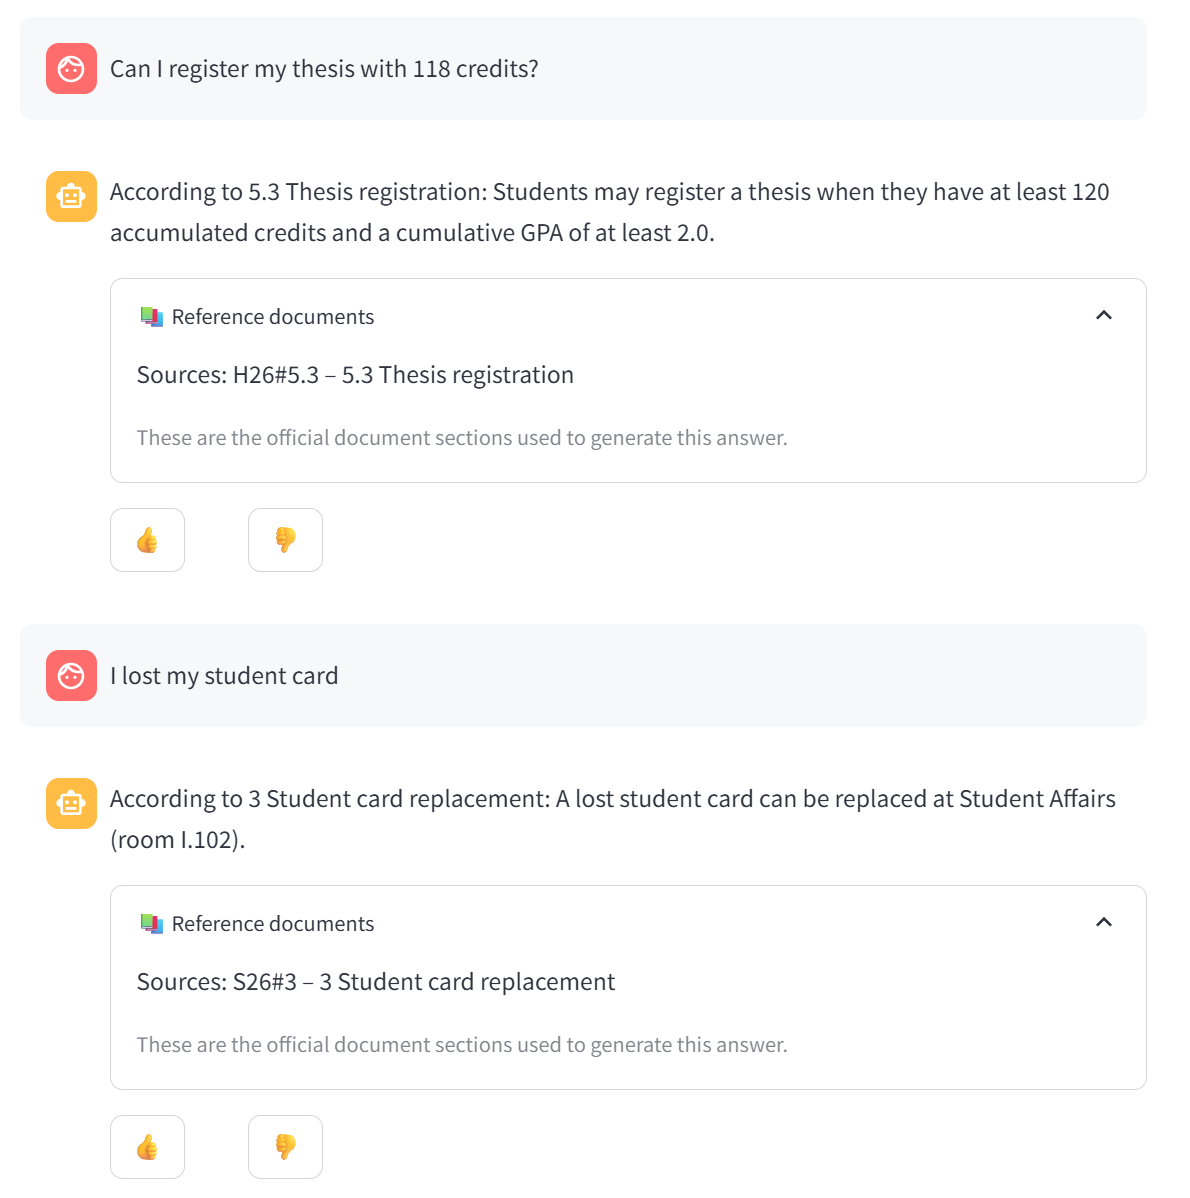 Can I register my thesis with 118 credits?
According to 5.3 Thesis registration: Students may register a thesis when they have at least 120
accumulated credits and a cumulative GPA of at least 2.0.
Reference documents
Sources: H26#5.3 – 5.3 Thesis registration
These are the official document sections used to generate this answer.
I lost my student card
According to 3 Student card replacement: A lost student card can be replaced at Student Affairs
(room I.102).
Reference documents
Sources: S26#3 – 3 Student card replacement
These are the official document sections used to generate this answer.